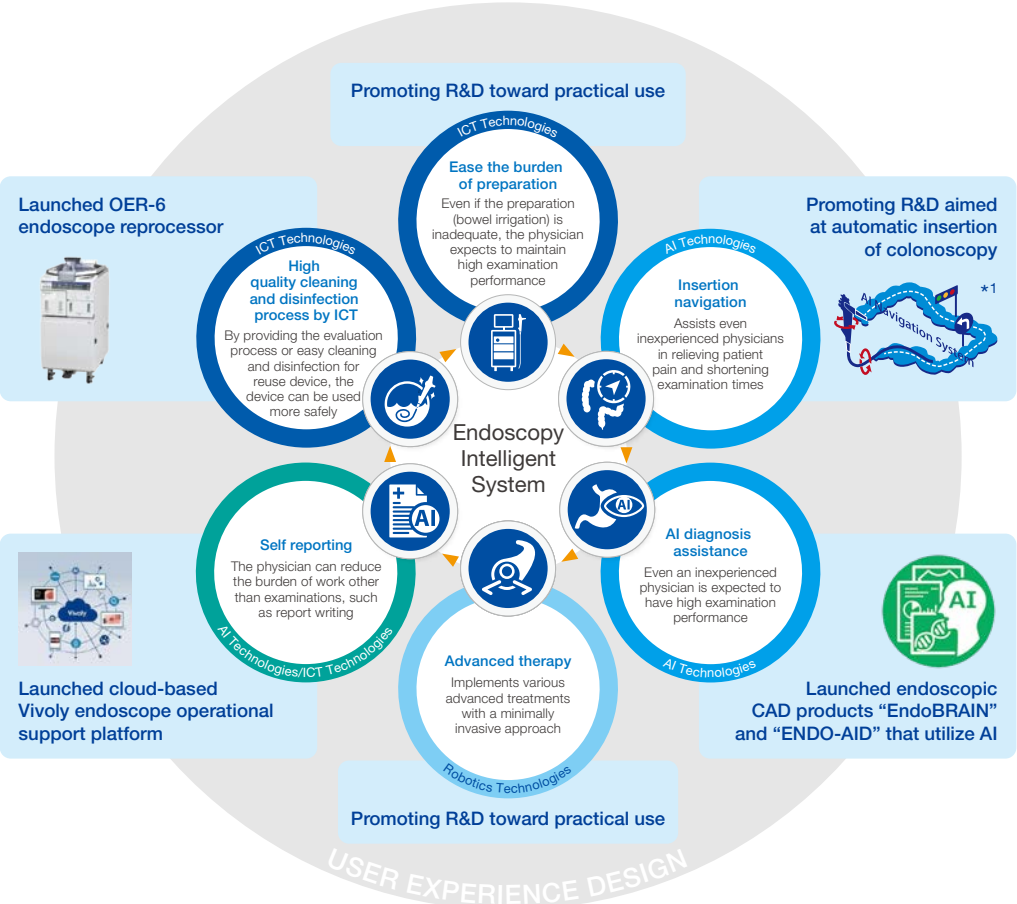 Promoting R&D toward practical use
ICT Technologies
Ease the burden
of preparation
Even if the preparation
(bowel irrigation) is
inadequate, the physician
expects to maintain
high examination
performance
Launched OER-6
endoscope reprocessor
ICT Technologies
High
quality cleaning
and disinfection
process by ICT
By providing the evaluation
process or easy cleaning
and disinfection for
reuse device, the
device can be used
more safely
Promoting R&D aimed
at automatic insertion
of colonoscopy
*1
AI Navigation System
AI Technologies
Insertion
navigation
Assists even
inexperienced physicians
in relieving patient
pain and shortening
examination times
Endoscopy
Intelligent
System
AI
AI
Self reporting
The physician can reduce
the burden of work other
than examinations, such
as report writing
AI Technologies/ICT Technologies
Vivoly
Launched cloud-based
Vivoly endoscope operational
support platform
AI diagnosis
assistance
Even an inexperienced
physician is expected to
have high examination
performance
AI Technologies
AI
Launched endoscopic
CAD products “EndoBRAIN”
and “ENDO-AID” that utilize AI
Advanced therapy
Implements various
advanced treatments
with a minimally
invasive approach
Robotics Technologies
Promoting R&D toward practical use
USER EXPERIENCE DESIGN